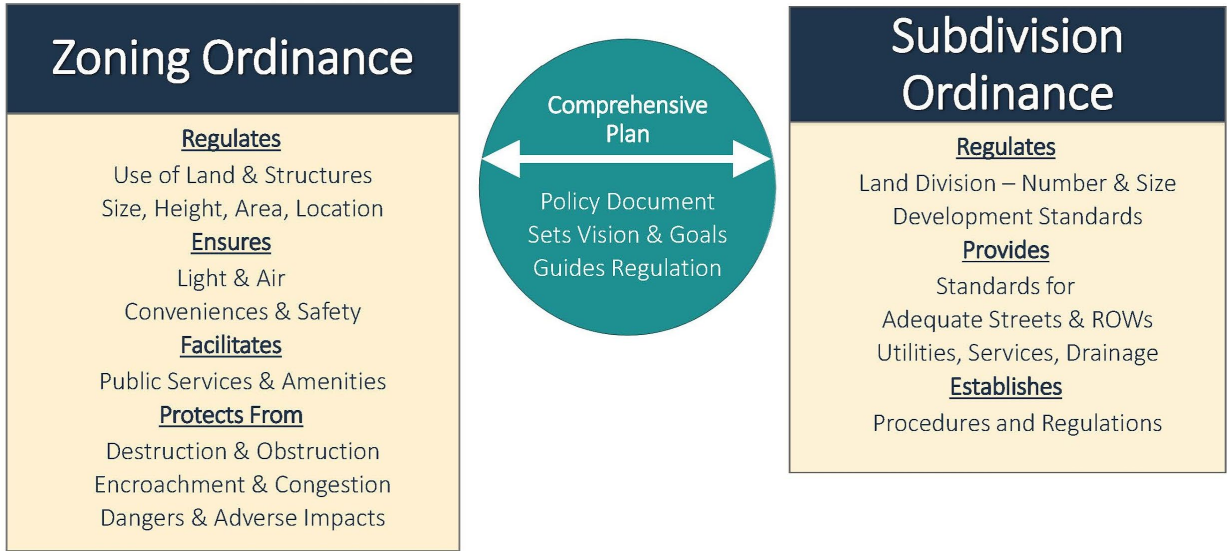 Zoning Ordinance
Regulates
Use of Land & Structures
Size, Height, Area, Location
Ensures
Light & Air
Conveniences & Safety
Facilitates
Public Services & Amenities
Protects From
Destruction & Obstruction
Encroachment & Congestion
Dangers & Adverse Impacts
Comprehensive
Plan
Policy Document
Sets Vision & Goals
Guides Regulation
Subdivision
Ordinance
Regulates
Land Division – Number & Size
Development Standards
Provides
Standards for
Adequate Streets & ROWs
Utilities, Services, Drainage
Establishes
Procedures and Regulations